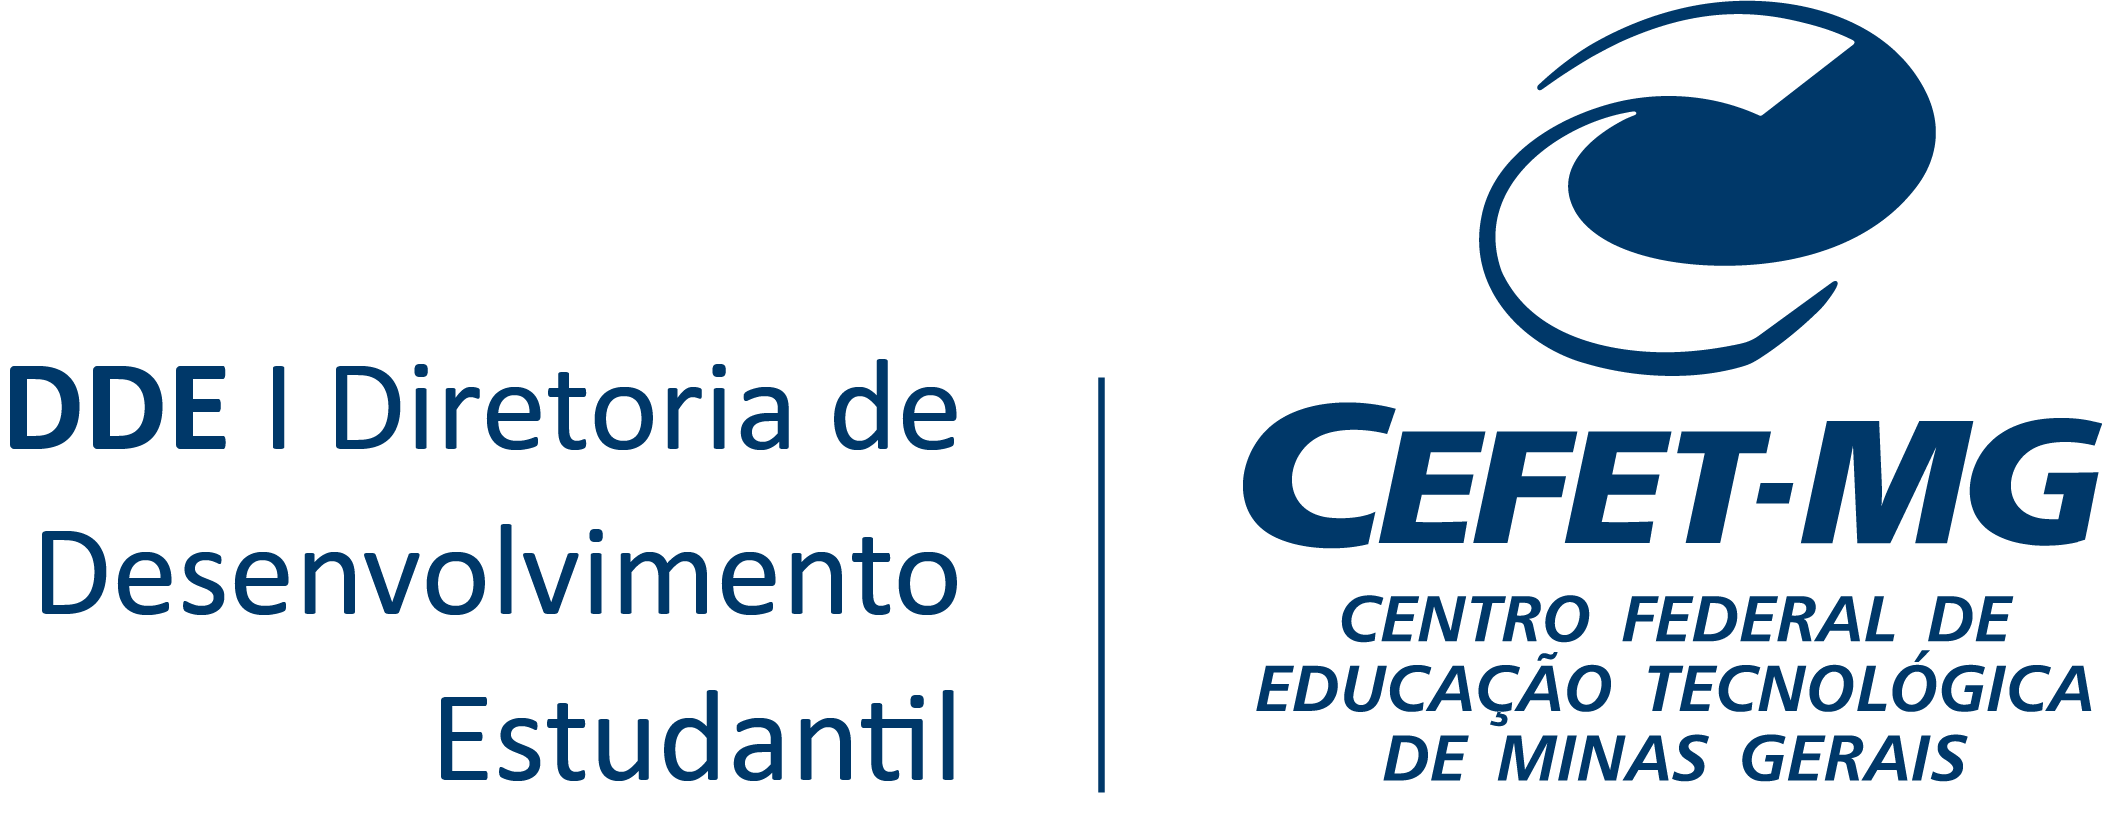 DDE I Diretoria de
Desenvolvimento
Estudantil
CEFET-MG
CENTRO FEDERAL DE
EDUCAÇÃO TECNOLÓGICA
DE MINAS GERAIS